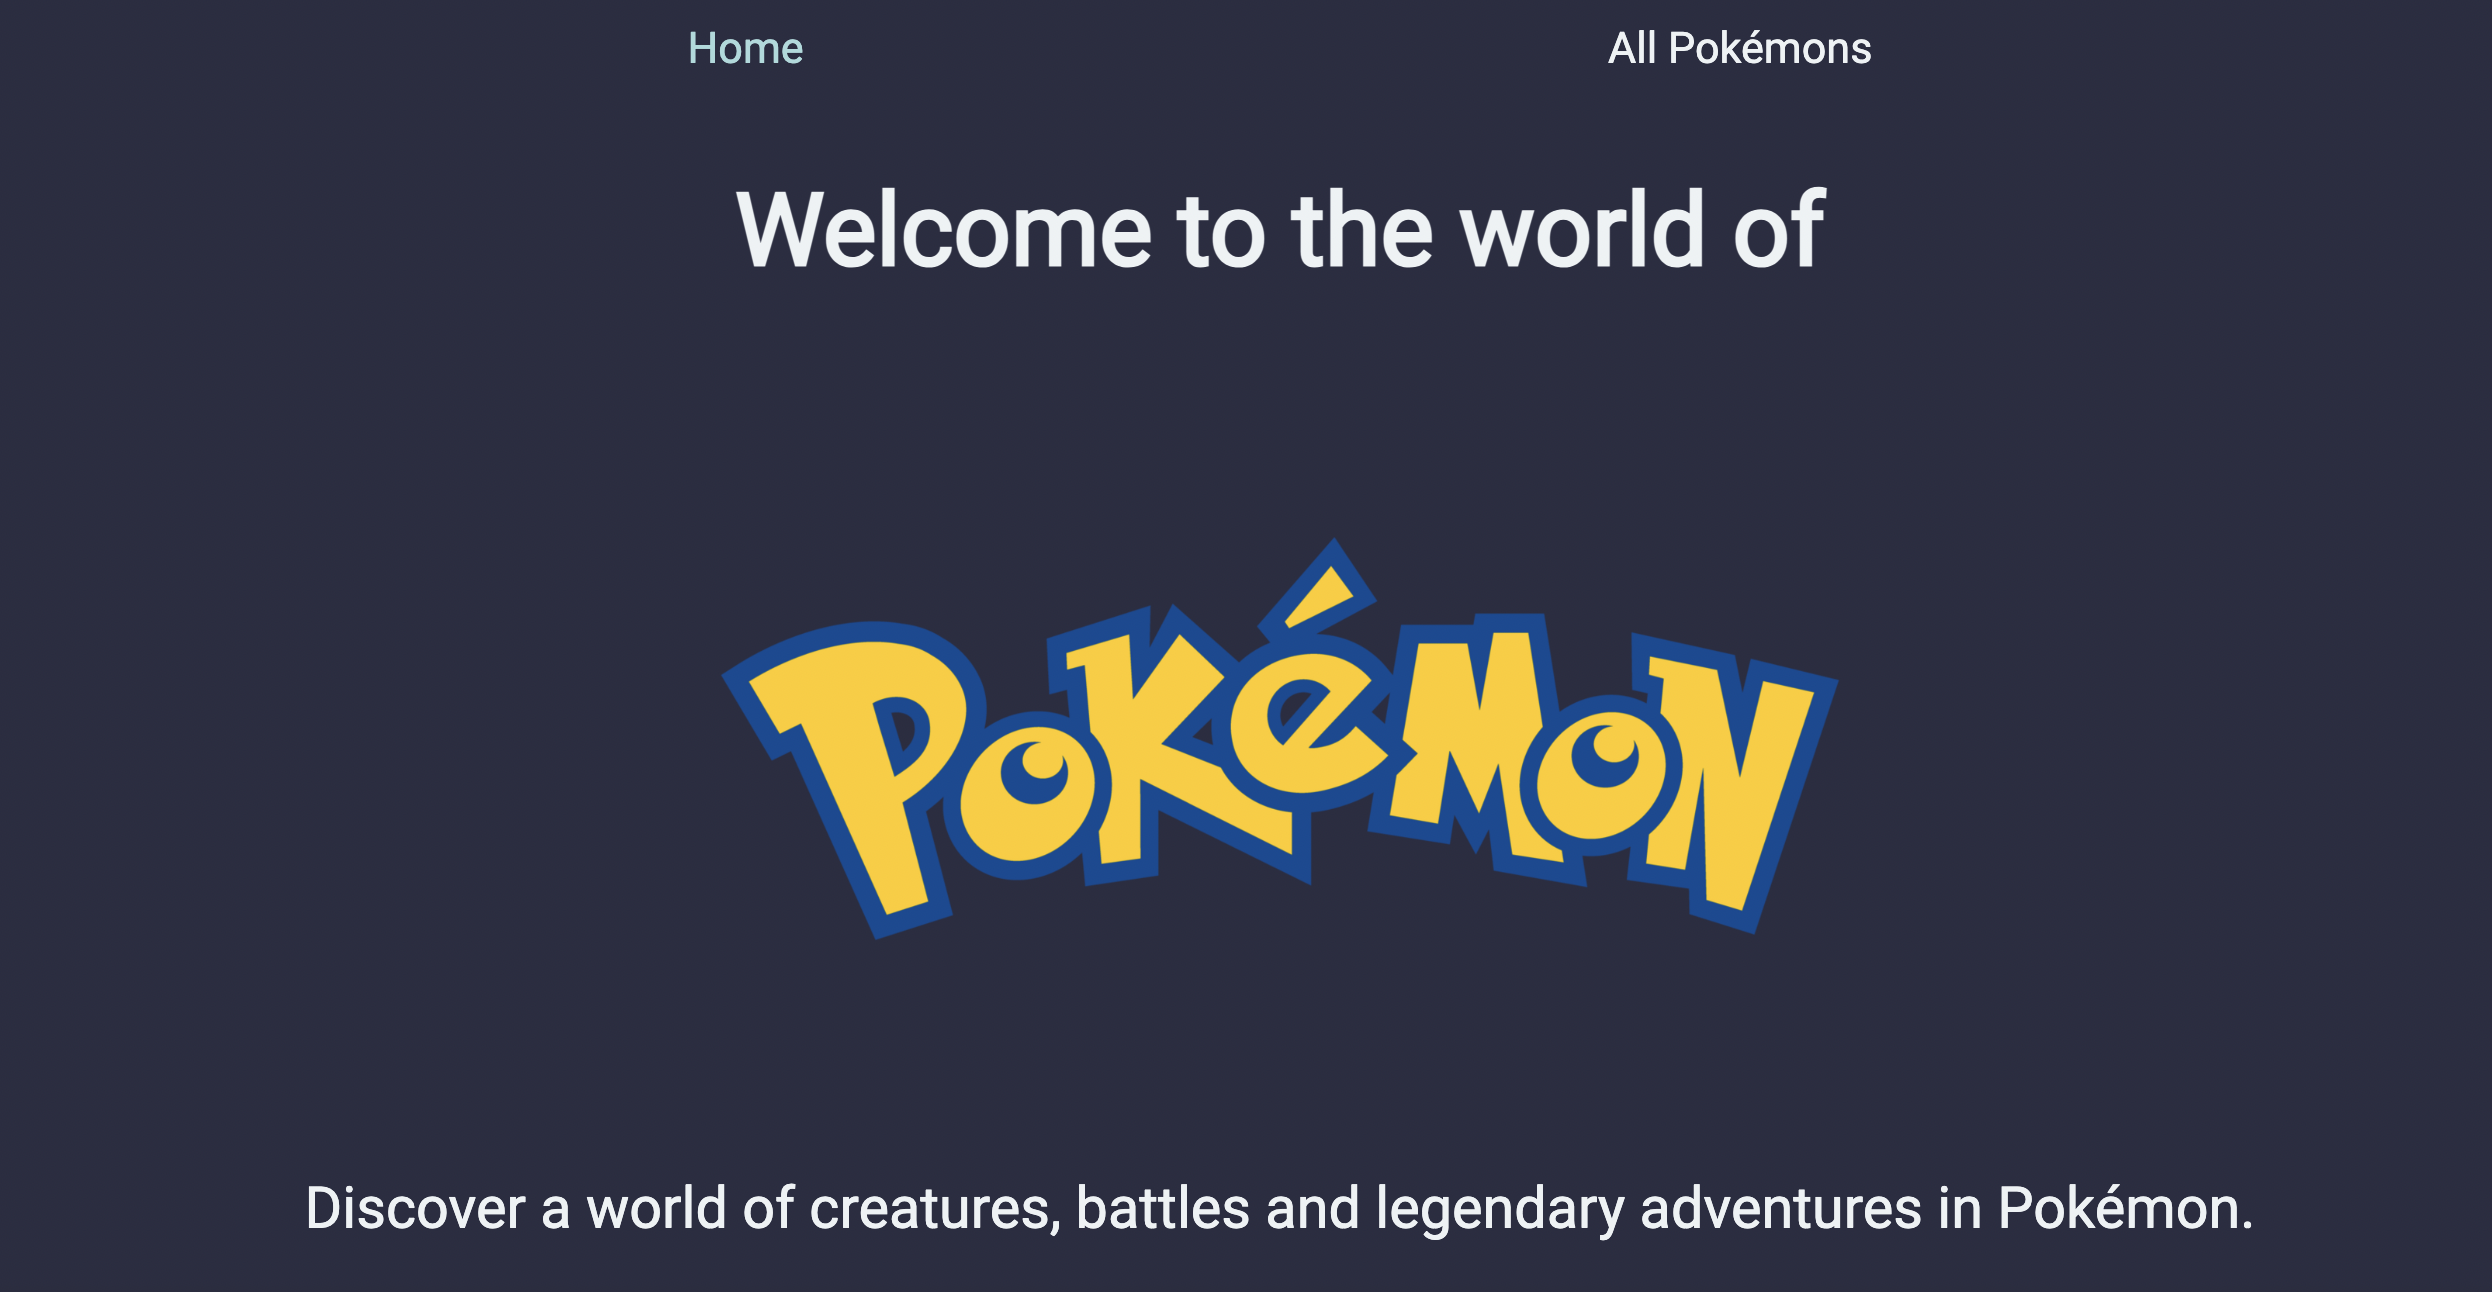 Home
All Pokémons
Welcome to the world of
POKéMON
Discover a world of creatures, battles and legendary adventures in Pokémon.